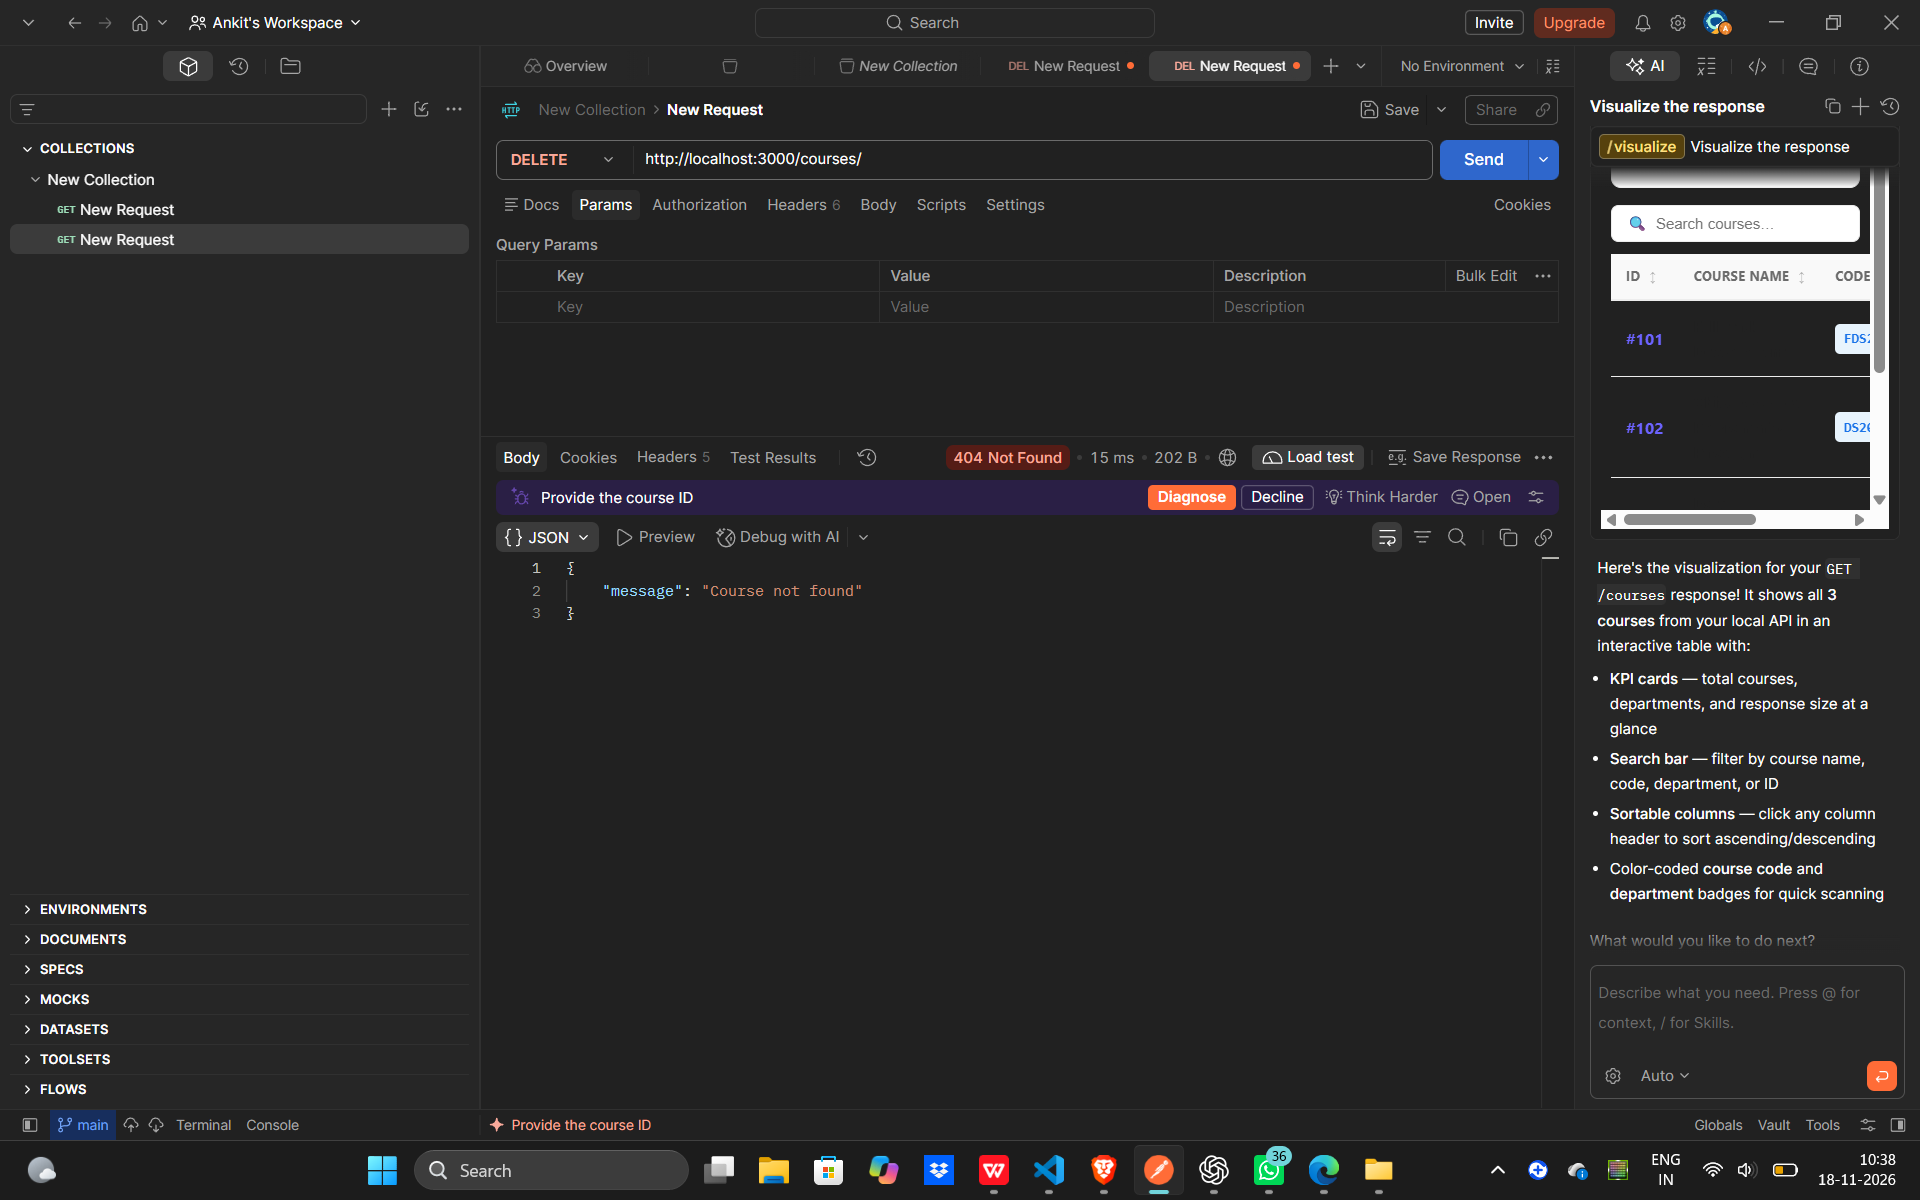 Ankit's Workspace
Search
Invite
Upgrade
Overview
New Collection
DEL New Request
DEL New Request
No Environment
AI
New Collection > New Request
Save
Share
Visualize the response
/visualize Visualize the response
COLLECTIONS
New Collection
GET New Request
GET New Request
DELETE
http://localhost:3000/courses/
Send
Docs
Params
Authorization
Headers 6
Body
Scripts
Settings
Cookies
Query Params
Key
Value
Description
Bulk Edit
Key
Value
Description
Search courses...
ID
COURSE NAME
CODE
#101
FDS2
#102
DS20
Body
Cookies
Headers 5
Test Results
404 Not Found
15 ms
202 B
Load test
e.g. Save Response
Provide the course ID
Diagnose
Decline
Think Harder
Open
{} JSON
Preview
Debug with AI
1 {
2 "message": "Course not found"
3 }
Here's the visualization for your GET
/courses response! It shows all 3
courses from your local API in an
interactive table with:
• KPI cards — total courses,
departments, and response size at a
glance
• Search bar — filter by course name,
code, department, or ID
• Sortable columns — click any column
header to sort ascending/descending
• Color-coded course code and
department badges for quick scanning
What would you like to do next?
Describe what you need. Press @ for
context, / for Skills.
Auto
ENVIRONMENTS
DOCUMENTS
SPECS
MOCKS
DATASETS
TOOLSETS
FLOWS
main
Terminal
Console
Provide the course ID
Globals
Vault
Tools
Search
36
ENG
IN
10:38
18-11-2026